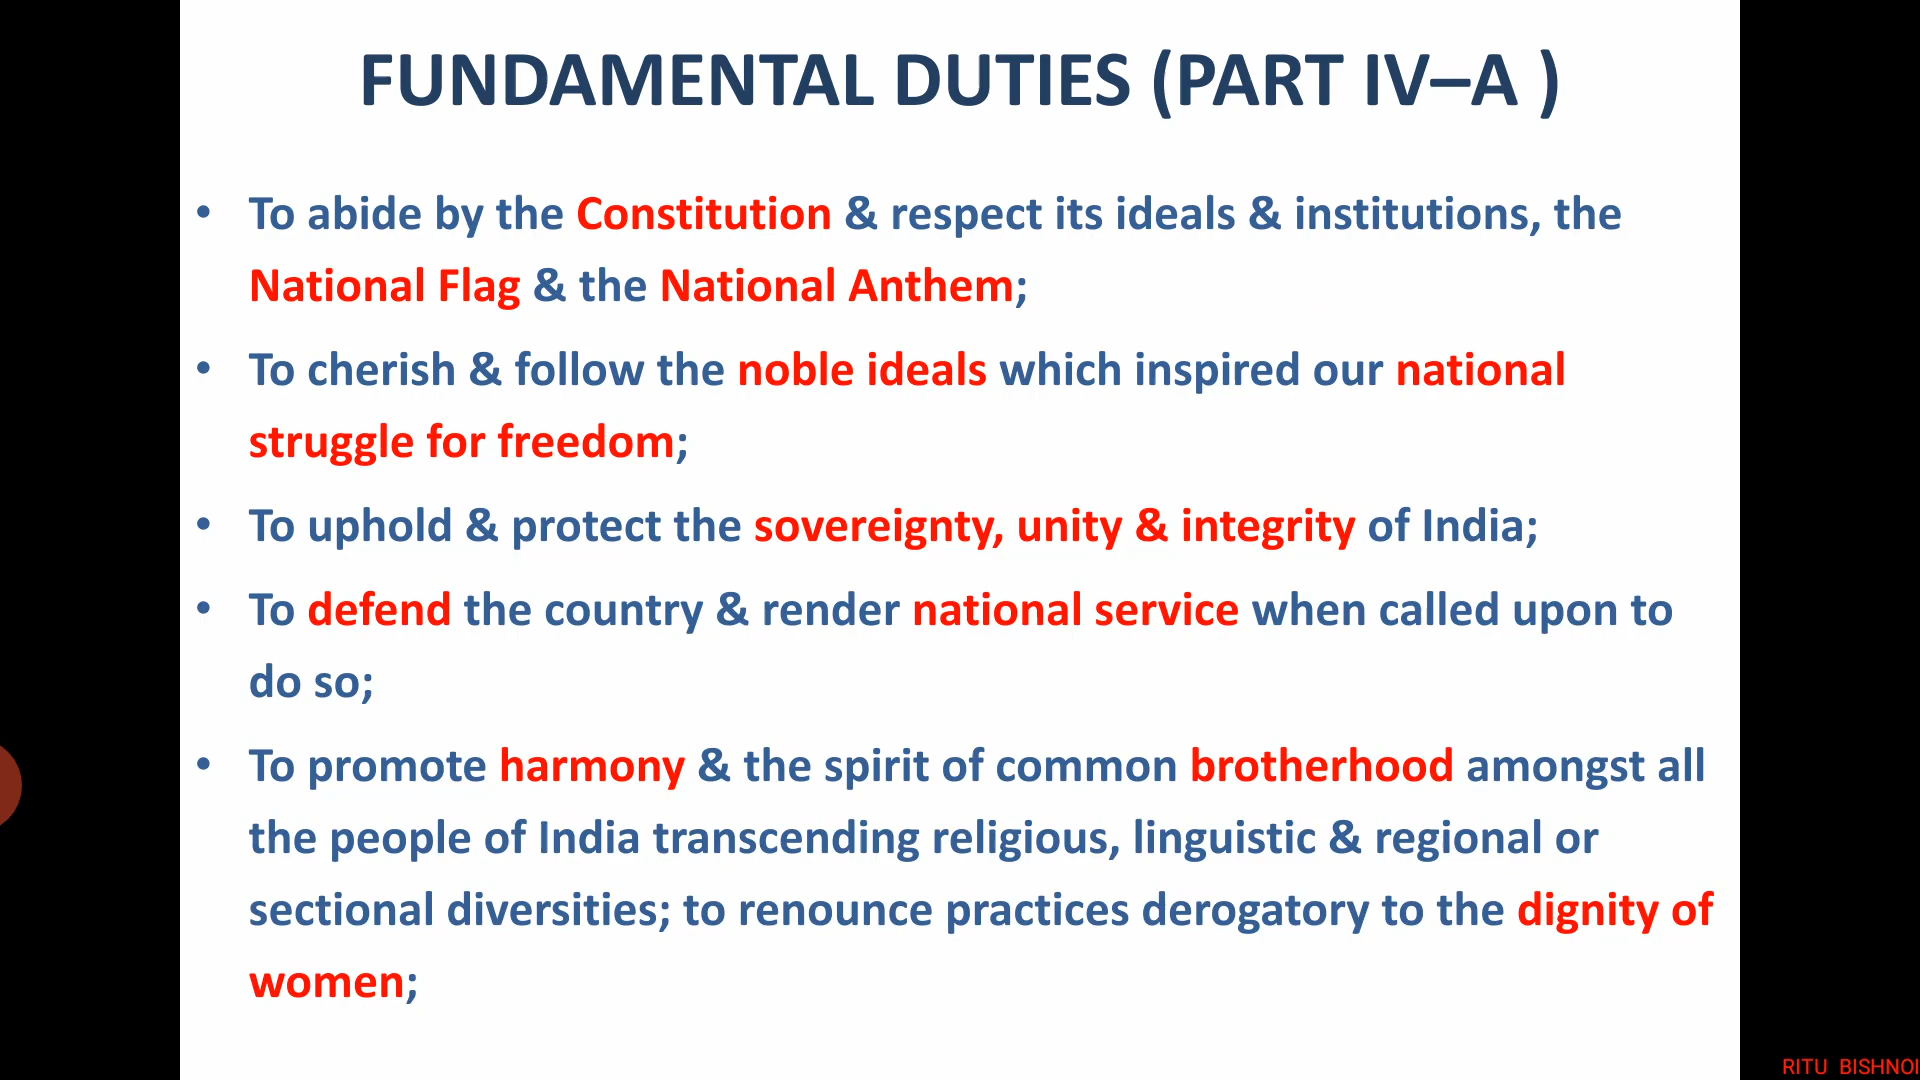 FUNDAMENTAL DUTIES (PART IV–A )
• To abide by the Constitution & respect its ideals & institutions, the
National Flag & the National Anthem;
• To cherish & follow the noble ideals which inspired our national
struggle for freedom;
• To uphold & protect the sovereignty, unity & integrity of India;
• To defend the country & render national service when called upon to
do so;
• To promote harmony & the spirit of common brotherhood amongst all
the people of India transcending religious, linguistic & regional or
sectional diversities; to renounce practices derogatory to the dignity of
women;
RITU BISHNOI